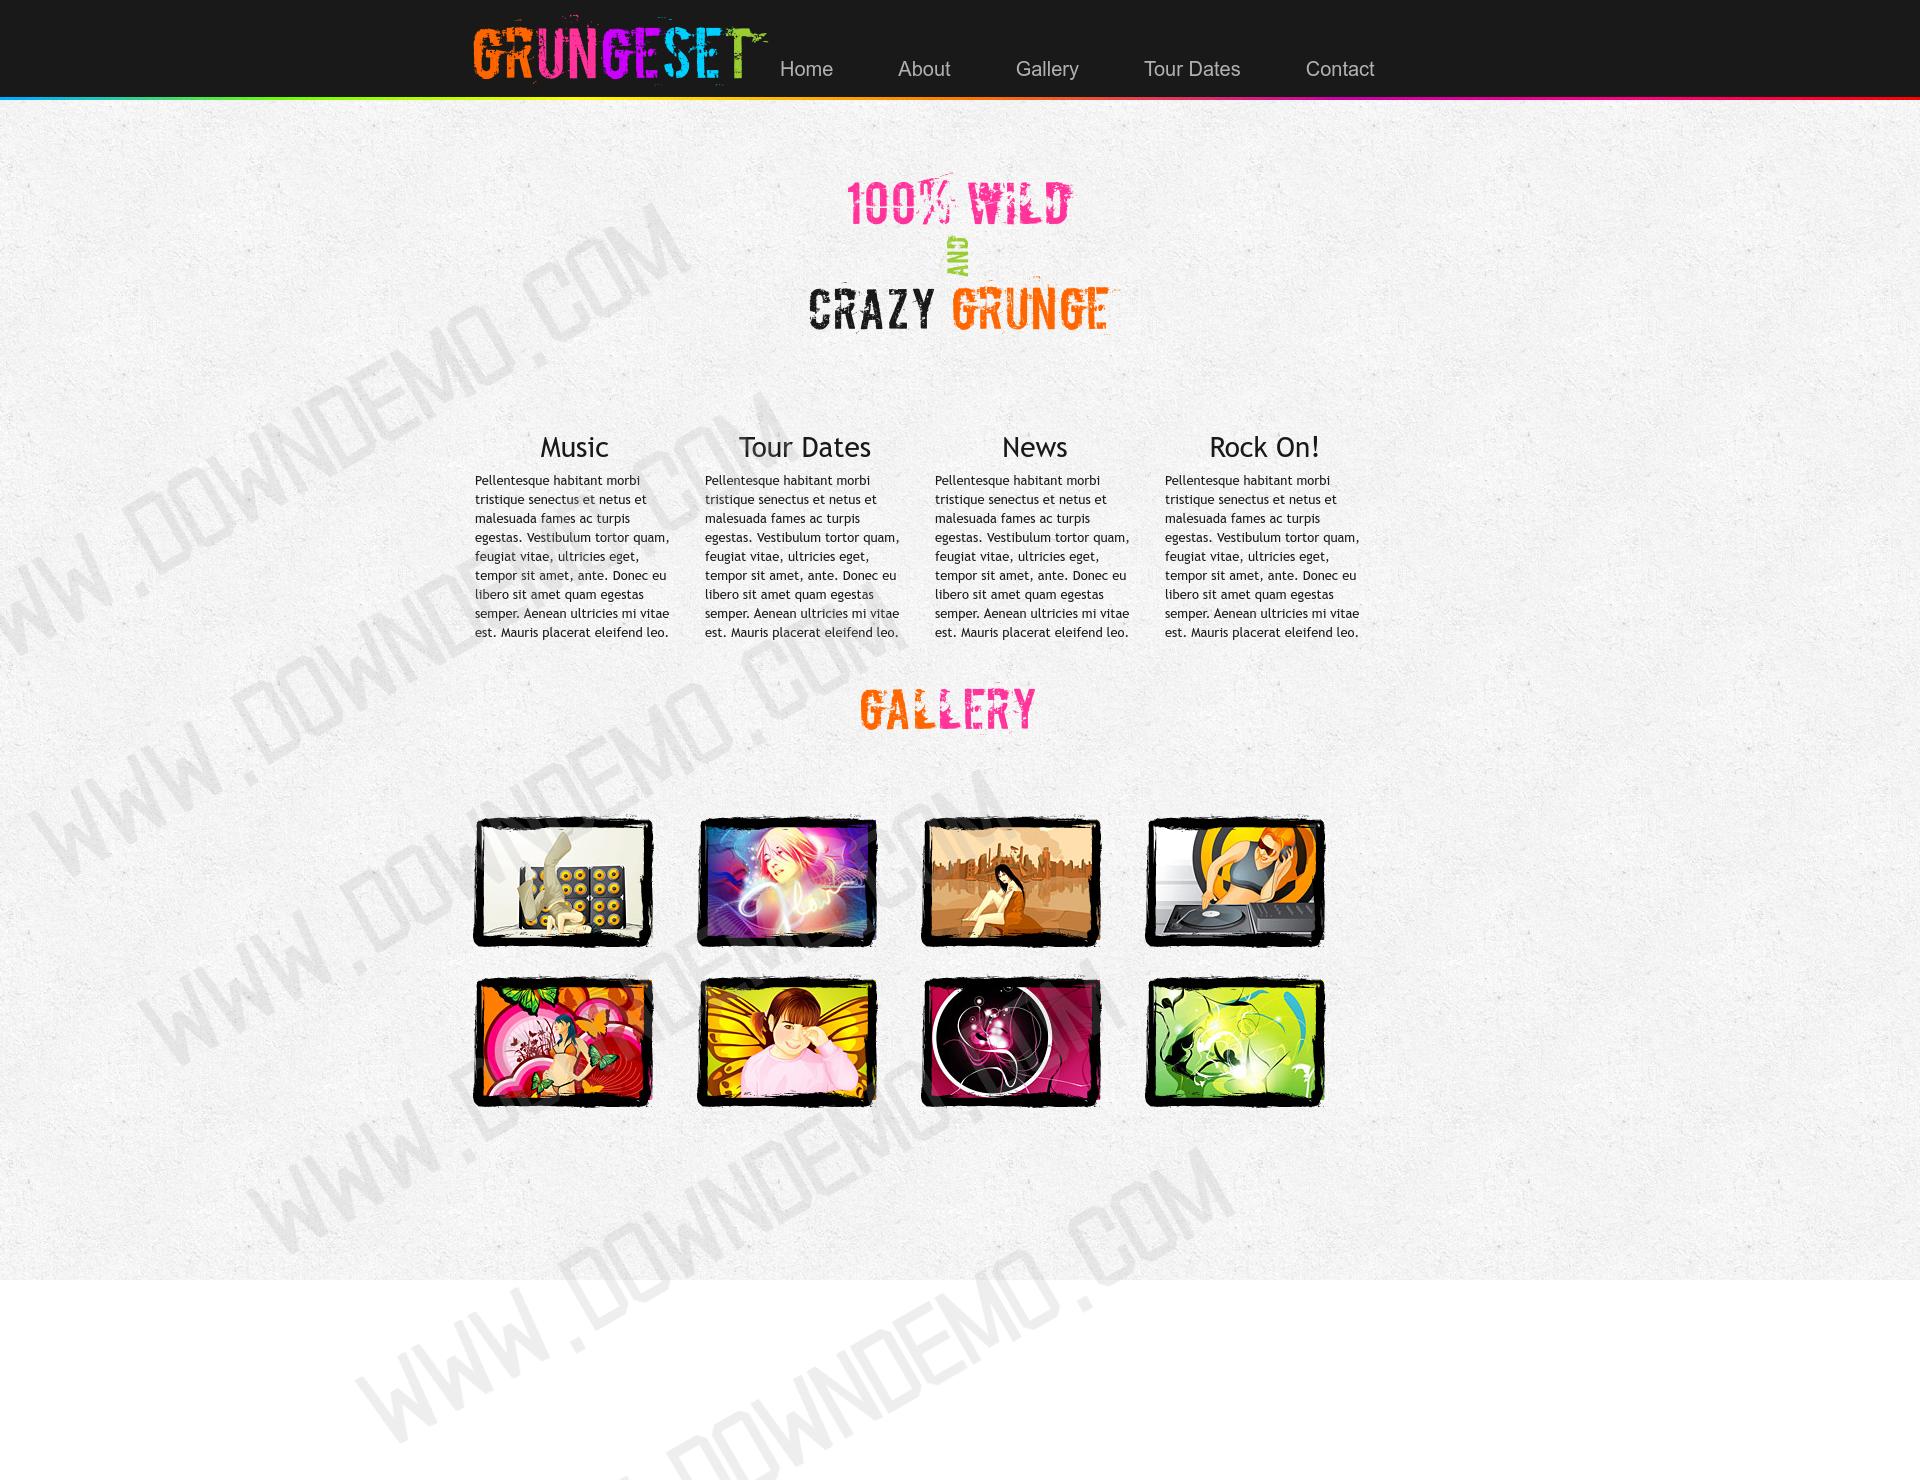 GRUNGESET
Home
About
Gallery
Tour Dates
Contact
100% WILD
AND
CRAZY GRUNGE
Music
Pellentesque habitant morbi
tristique senectus et netus et
malesuada fames ac turpis
egestas. Vestibulum tortor quam,
feugiat vitae, ultricies eget,
tempor sit amet, ante. Donec eu
libero sit amet quam egestas
semper. Aenean ultricies mi vitae
est. Mauris placerat eleifend leo.
Tour Dates
Pellentesque habitant morbi
tristique senectus et netus et
malesuada fames ac turpis
egestas. Vestibulum tortor quam,
feugiat vitae, ultricies eget,
tempor sit amet, ante. Donec eu
libero sit amet quam egestas
semper. Aenean ultricies mi vitae
est. Mauris placerat eleifend leo.
News
Pellentesque habitant morbi
tristique senectus et netus et
malesuada fames ac turpis
egestas. Vestibulum tortor quam,
feugiat vitae, ultricies eget,
tempor sit amet, ante. Donec eu
libero sit amet quam egestas
semper. Aenean ultricies mi vitae
est. Mauris placerat eleifend leo.
Rock On!
Pellentesque habitant morbi
tristique senectus et netus et
malesuada fames ac turpis
egestas. Vestibulum tortor quam,
feugiat vitae, ultricies eget,
tempor sit amet, ante. Donec eu
libero sit amet quam egestas
semper. Aenean ultricies mi vitae
est. Mauris placerat eleifend leo.
GALLERY
Glow
WW.DOWNDEMO.COM
WWW.DOWNDEMO.COM
WWW.DOWNDEMO.COM
WWW.DOWNDEMO.COM
WWW.DOWNDEMO.COM
.DOWNDEMO.COM